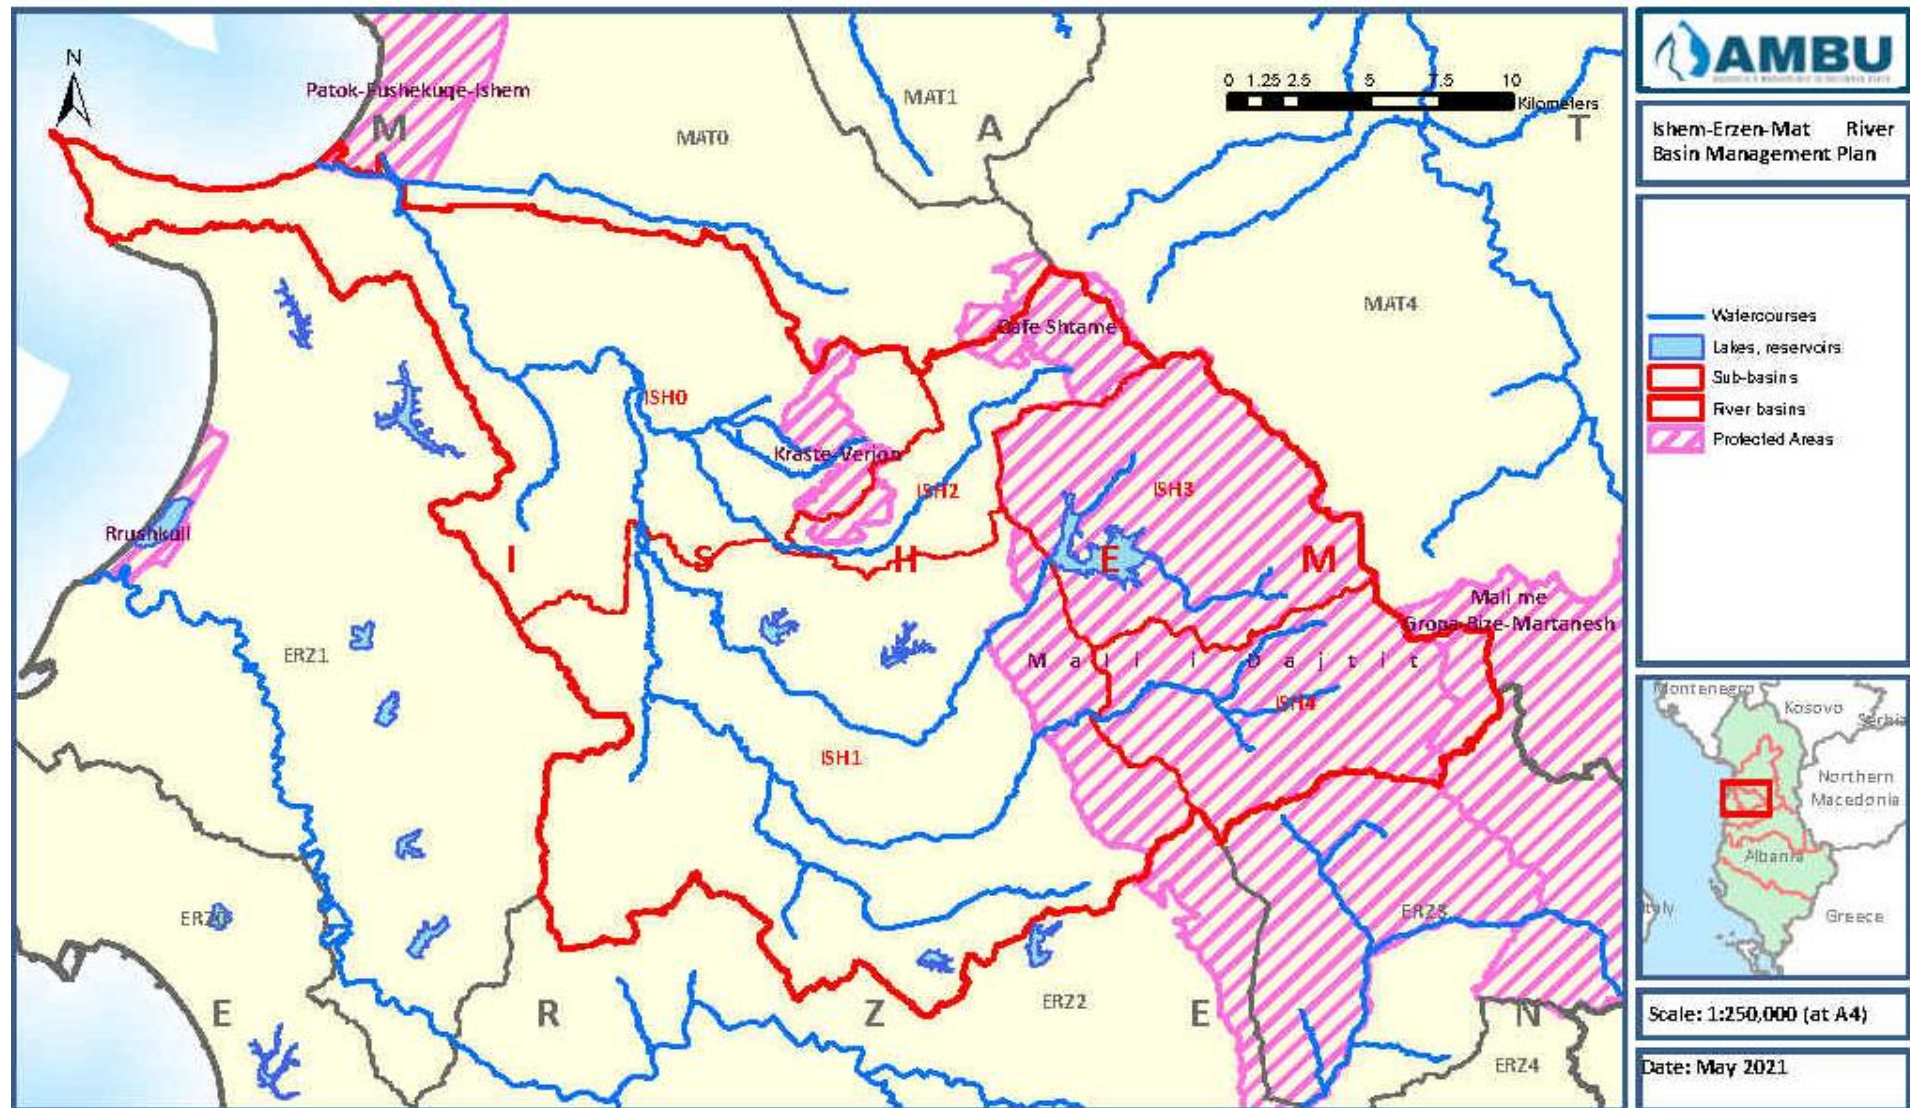 N
Patok-Fushekuqe-Ishem
M
A
T
MAT0
MAT1
0 1.25 2.5 5 7.5 10
Kilometers
MAT4
Qafe Shtame
ISH0
Kraste-Verjon
ISH2
ISH3
Rrushkull
I S H E M
Mali me
Gropa-Bize-Martanesh
ERZ1
Mali i Dajtit
ISH4
ISH1
ERZ0
ERZ3
ERZ2
E R Z E N
ERZ4
AMBU
Ishem-Erzen-Mat River
Basin Management Plan
Watercourses
Lakes, reservoirs
Sub-basins
River basins
Protected Areas
Montenegro
Kosovo
Serbia
Northern
Macedonia
Albania
Italy
Greece
Scale: 1:250,000 (at A4)
Date: May 2021